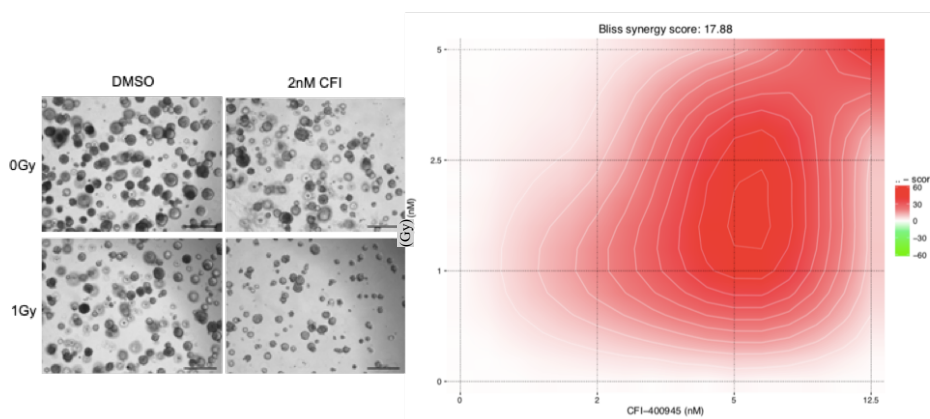 DMSO
2nM CFI
0Gy
1Gy
Bliss synergy score: 17.88
5
2.5
1
0
(Gy) (nM)
0
2
5
12.5
CFI-400945 (nM)
60
30
0
-30
-60